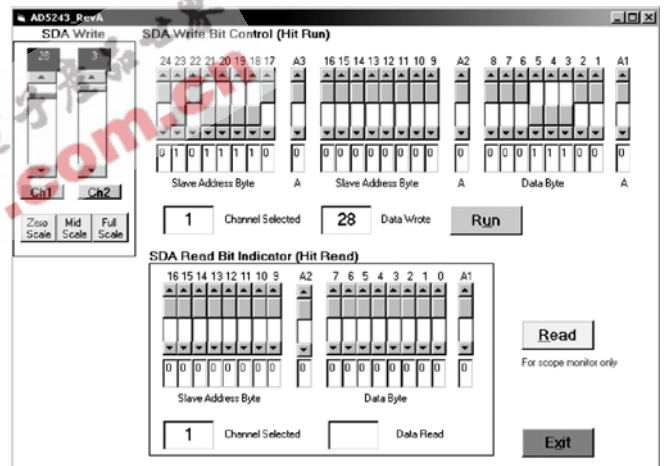 AD5243_RevA
SDA Write
SDA Write Bit Control (Hit Run)
28 3
24 23 22 21 20 19 18 17 A3 16 15 14 13 12 11 10 9 A2 8 7 6 5 4 3 2 1 A1
0 1 0 1 1 1 1 0 0 0 0 0 0 0 0 0 0 0 0 0 0 1 1 1 0 0 0
Slave Address Byte A Slave Address Byte A Data Byte A
Ch1 Ch2
1 Channel Selected 28 Data Wrote Run
Zero Scale Mid Scale Full Scale
SDA Read Bit Indicator (Hit Read)
16 15 14 13 12 11 10 9 A2 7 6 5 4 3 2 1 0 A1
0 0 0 0 0 0 0 0 0 0 0 0 0 0 0 0 0 0
Slave Address Byte Data Byte
1 Channel Selected Data Read
Read
For scope monitor only
Exit
.com.cn